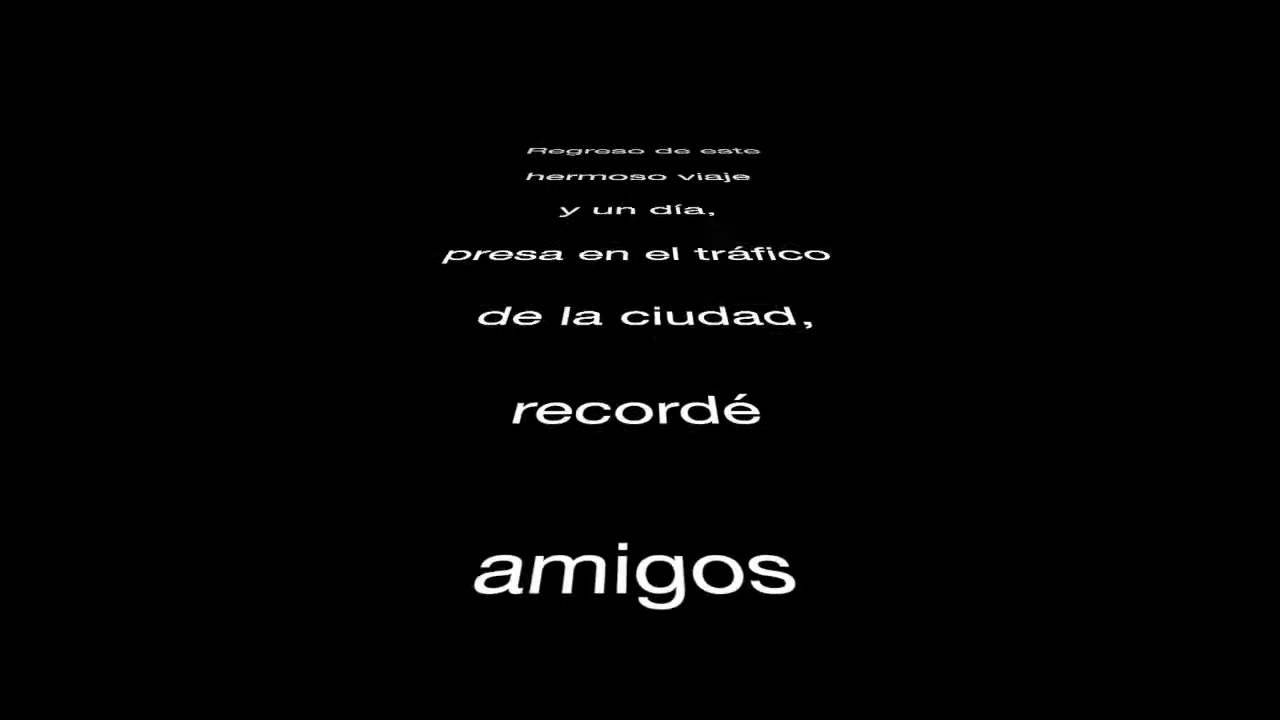 Regreso de este
hermoso viaje
y un día,
presa en el tráfico
de la ciudad,
recordé
amigos